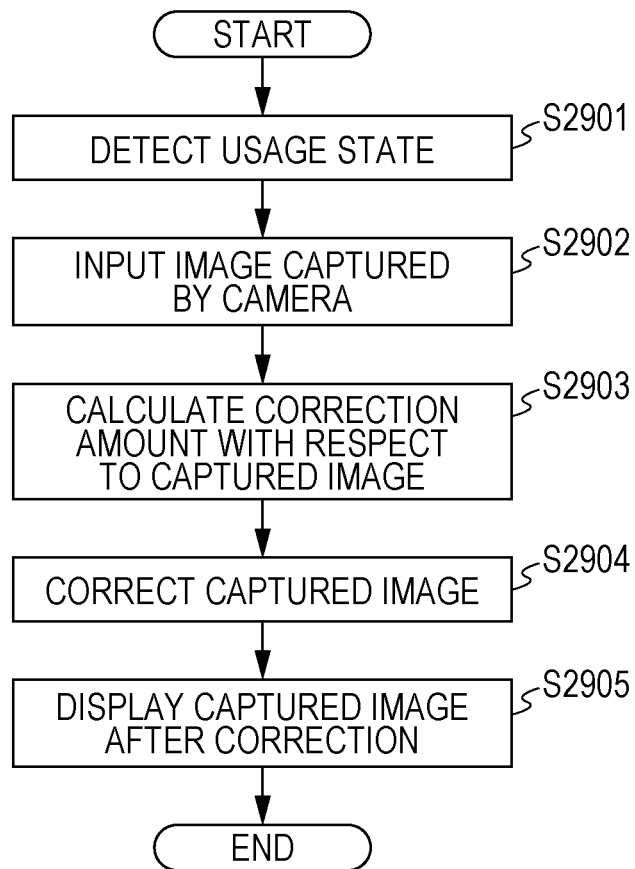 START
S2901
DETECT USAGE STATE
S2902
INPUT IMAGE CAPTURED
BY CAMERA
S2903
CALCULATE CORRECTION
AMOUNT WITH RESPECT
TO CAPTURED IMAGE
S2904
CORRECT CAPTURED IMAGE
S2905
DISPLAY CAPTURED IMAGE
AFTER CORRECTION
END